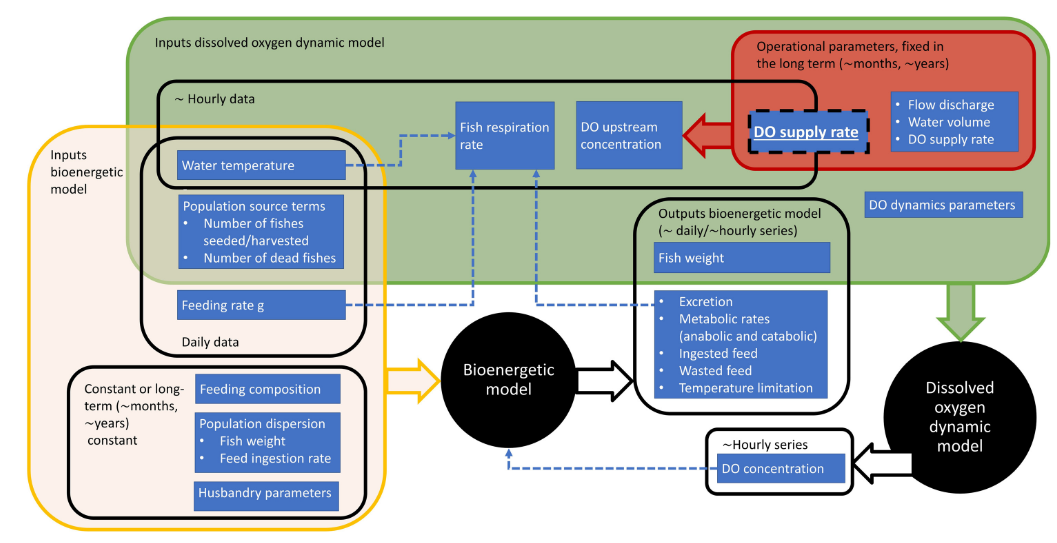 Inputs dissolved oxygen dynamic model
Operational parameters, fixed in
the long term (~months, ~years)
~ Hourly data
• Flow discharge
• Water volume
• DO supply rate
Fish respiration
rate
DO upstream
concentration
DO supply rate
Inputs
bioenergetic
model
Water temperature
Population source terms
• Number of fishes
seeded/harvested
• Number of dead fishes
DO dynamics parameters
Outputs bioenergetic model
(~ daily/~hourly series)
Fish weight
Feeding rate g
• Excretion
• Metabolic rates
(anabolic and catabolic)
• Ingested feed
• Wasted feed
• Temperature limitation
Daily data
Bioenergetic
model
Constant or long-
term (~months,
~years)
constant
Feeding composition
Population dispersion
• Fish weight
• Feed ingestion rate
Husbandry parameters
Dissolved
oxygen
dynamic
model
~Hourly series
DO concentration